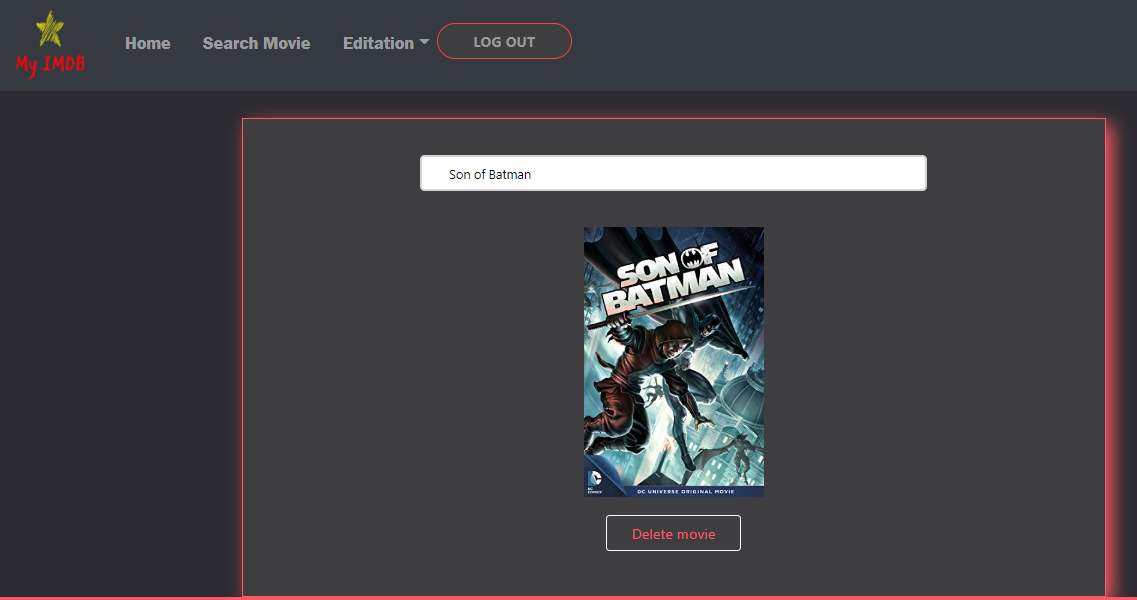 My IMDB
Home
Search Movie
Editation
LOG OUT
Son of Batman
SON OF
BATMAN
DC
COMICS
DC UNIVERSE ORIGINAL MOVIE
Delete movie